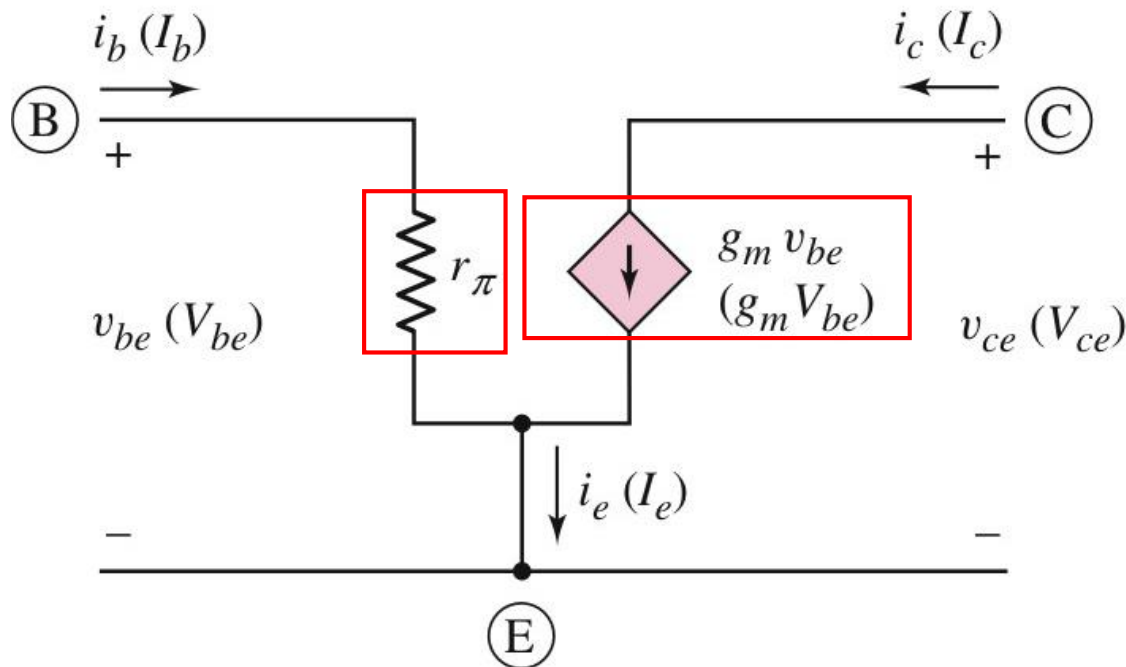 i_b (I_b)
i_c (I_c)
B
C
+
+
r_π
g_m v_be
(g_m V_be)
v_be (V_be)
v_ce (V_ce)
i_e (I_e)
–
–
E